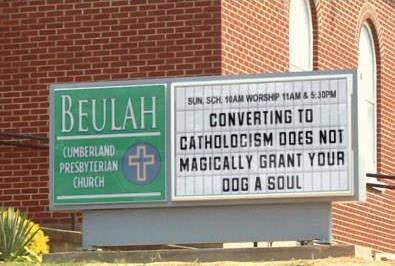 BEULAH
CUMBERLAND
PRESBYTERIAN
CHURCH
SUN. SCH. 10AM WORSHIP 11AM & 5:30PM
CONVERTING TO
CATHOLOCISM DOES NOT
MAGICALLY GRANT YOUR
DOG A SOUL